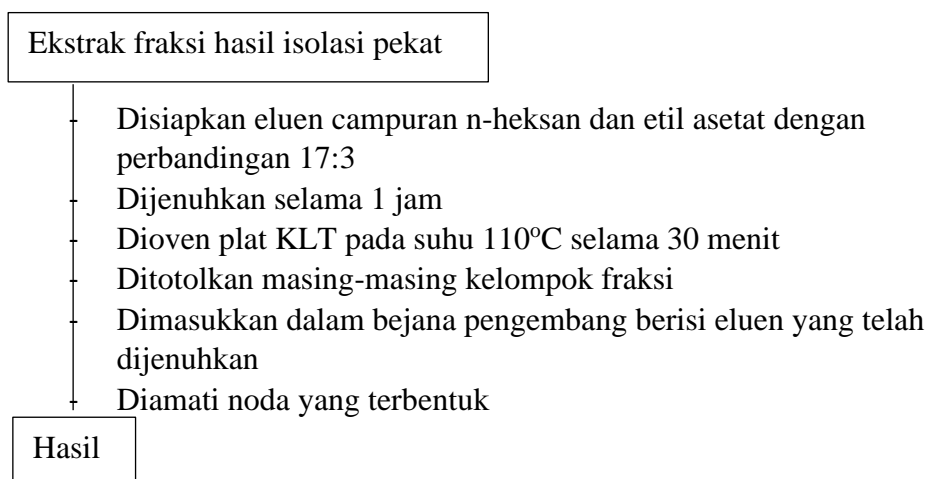 Ekstrak fraksi hasil isolasi pekat
- Disiapkan eluen campuran n-heksan dan etil asetat dengan
perbandingan 17:3
- Dijenuhkan selama 1 jam
- Dioven plat KLT pada suhu 110°C selama 30 menit
- Ditotolkan masing-masing kelompok fraksi
- Dimasukkan dalam bejana pengembang berisi eluen yang telah
dijenuhkan
- Diamati noda yang terbentuk
Hasil